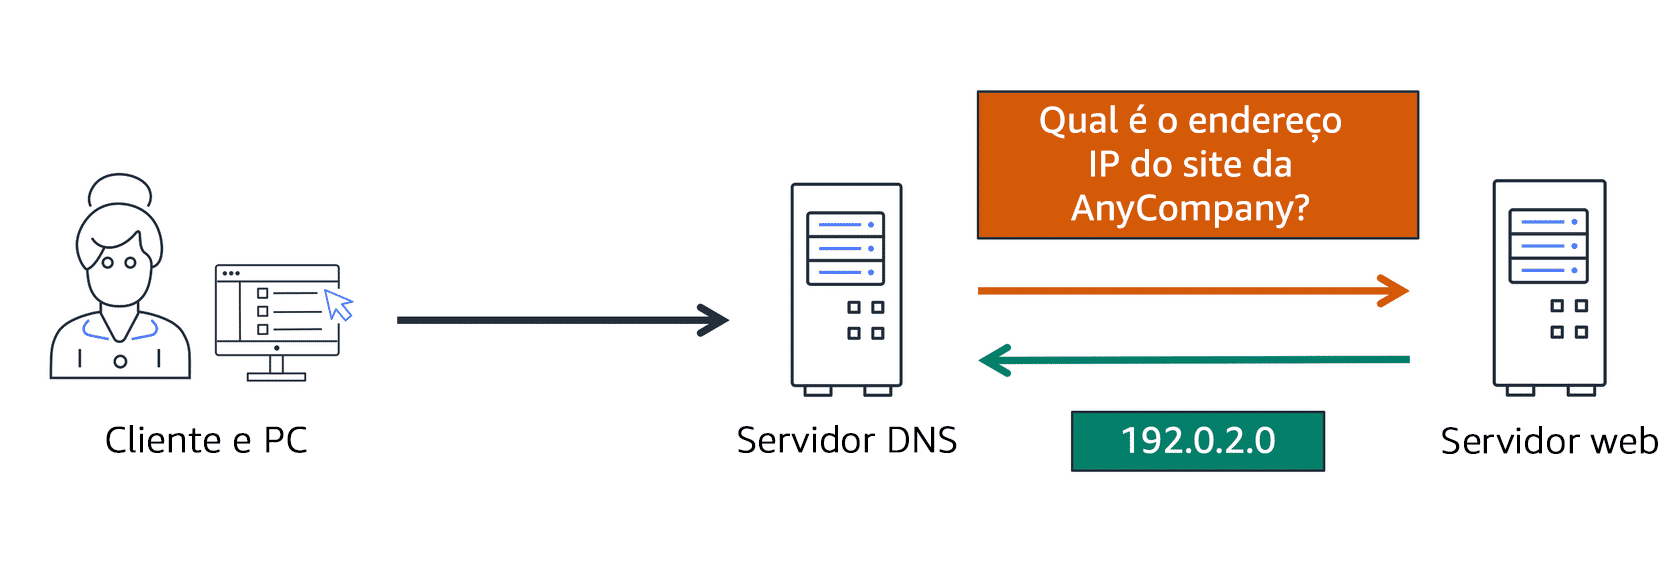 Qual é o endereço
IP do site da
AnyCompany?
Cliente e PC
Servidor DNS
192.0.2.0
Servidor web